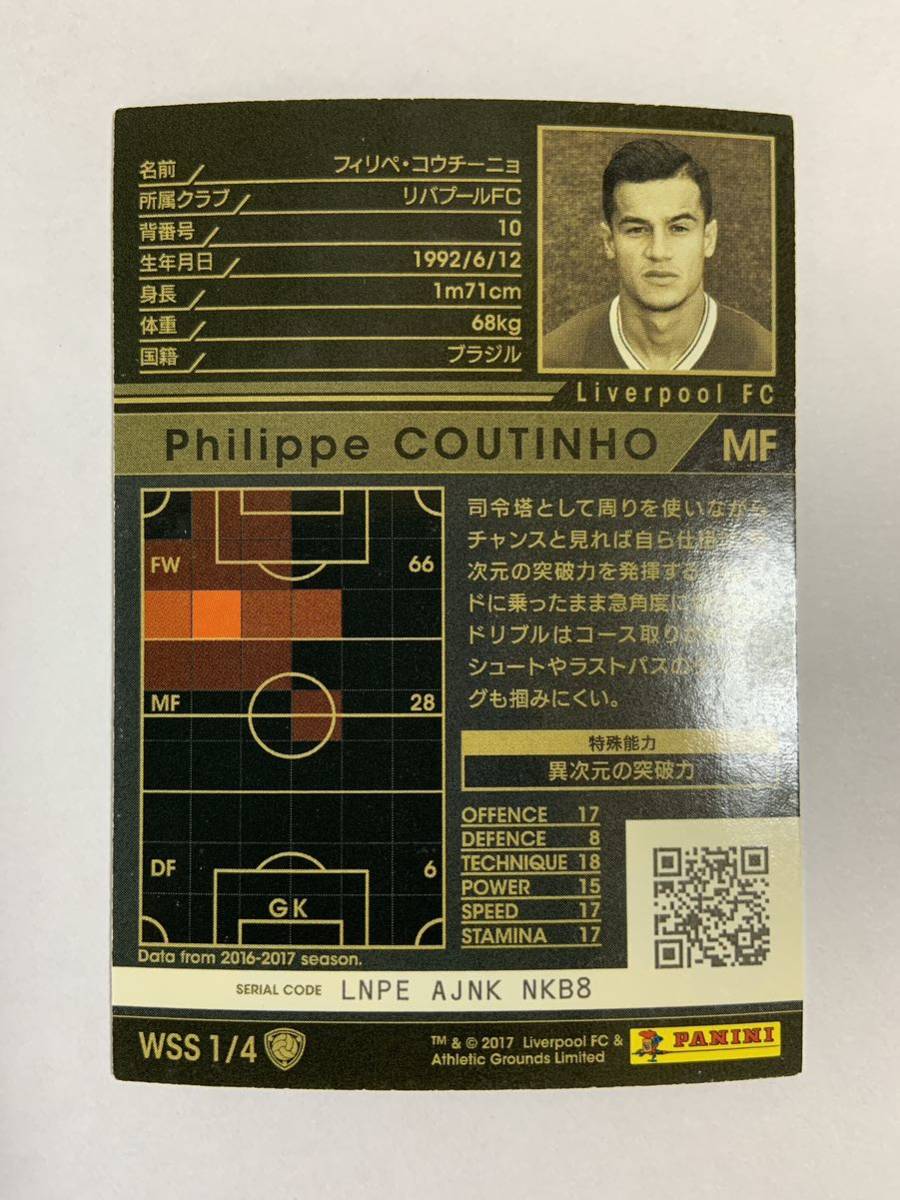 名前 フィリペ・コウチーニョ
所属クラブ リバプールFC
背番号 10
生年月日 1992/6/12
身長 1m71cm
体重 68kg
国籍 ブラジル
Liverpool FC
Philippe COUTINHO MF
FW 66
MF 28
DF 6
GK
Data from 2016-2017 season.
司令塔として周りを使いながら
チャンスと見れば自ら仕掛け
次元の突破力を発揮する
ドに乗ったまま急角度に
ドリブルはコース取りが
シュートやラストパスの
グも掴みにくい。
特殊能力
異次元の突破力
OFFENCE 17
DEFENCE 8
TECHNIQUE 18
POWER 15
SPEED 17
STAMINA 17
SERIAL CODE LNPE AJNK NKB8
WSS 1/4
TM & © 2017 Liverpool FC &
Athletic Grounds Limited
PANINI